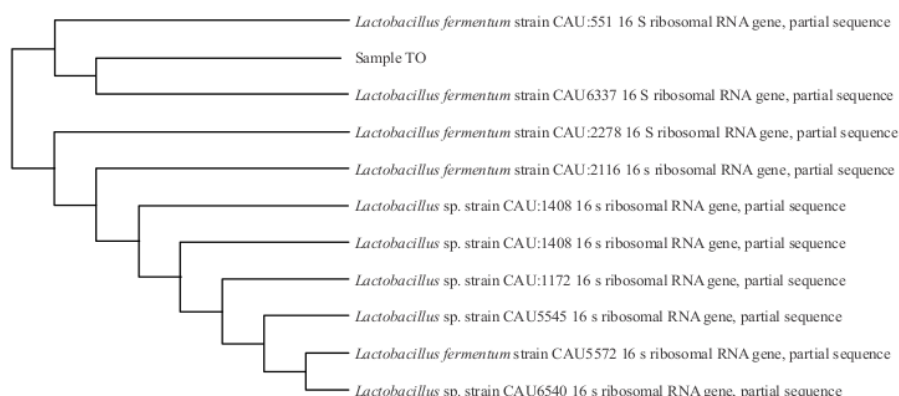 Lactobacillus fermentum strain CAU:551 16 S ribosomal RNA gene, partial sequence
Sample TO
Lactobacillus fermentum strain CAU6337 16 S ribosomal RNA gene, partial sequence
Lactobacillus fermentum strain CAU:2278 16 S ribosomal RNA gene, partial sequence
Lactobacillus fermentum strain CAU:2116 16 s ribosomal RNA gene, partial sequence
Lactobacillus sp. strain CAU:1408 16 s ribosomal RNA gene, partial sequence
Lactobacillus sp. strain CAU:1408 16 s ribosomal RNA gene, partial sequence
Lactobacillus sp. strain CAU:1172 16 s ribosomal RNA gene, partial sequence
Lactobacillus sp. strain CAU5545 16 s ribosomal RNA gene, partial sequence
Lactobacillus fermentum strain CAU5572 16 s ribosomal RNA gene, partial sequence
Lactobacillus sp. strain CAU6540 16 s ribosomal RNA gene, partial sequence